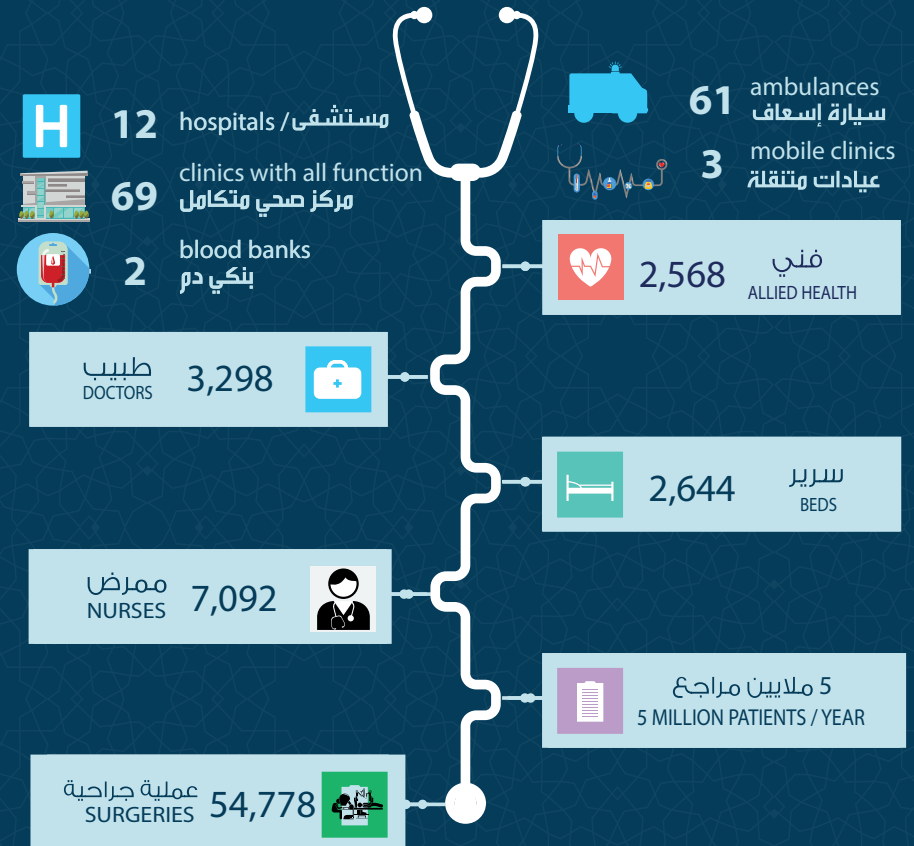 H
12 hospitals / مستشفى
69 clinics with all function
مركز صحي متكامل
2 blood banks
بنكي دم
61 ambulances
سيارة إسعاف
3 mobile clinics
عيادات متنقلة
2,568 فني
ALLIED HEALTH
طبيب 3,298
DOCTORS
2,644 سرير
BEDS
ممرض 7,092
NURSES
5 ملايين مراجع
5 MILLION PATIENTS / YEAR
عملية جراحية 54,778
SURGERIES